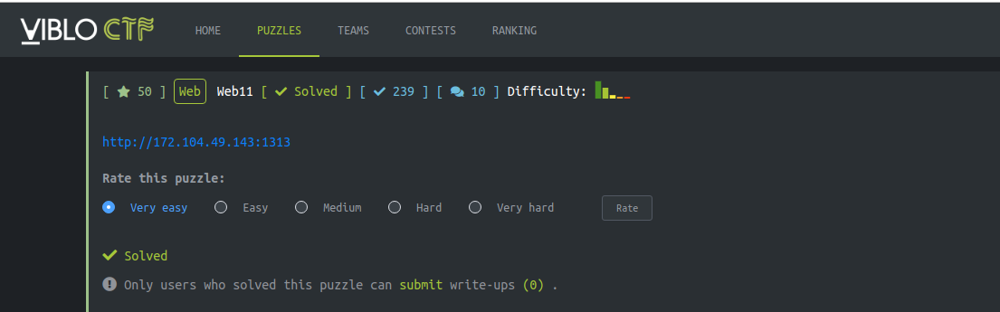 VIBLO CTF HOME PUZZLES TEAMS CONTESTS RANKING
[ ★ 50 ] Web Web11 [ ✔ Solved ] [ ✔ 239 ] [ 10 ] Difficulty:
http://172.104.49.143:1313
Rate this puzzle:
Very easy Easy Medium Hard Very hard Rate
✔ Solved
Only users who solved this puzzle can submit write-ups (0) .